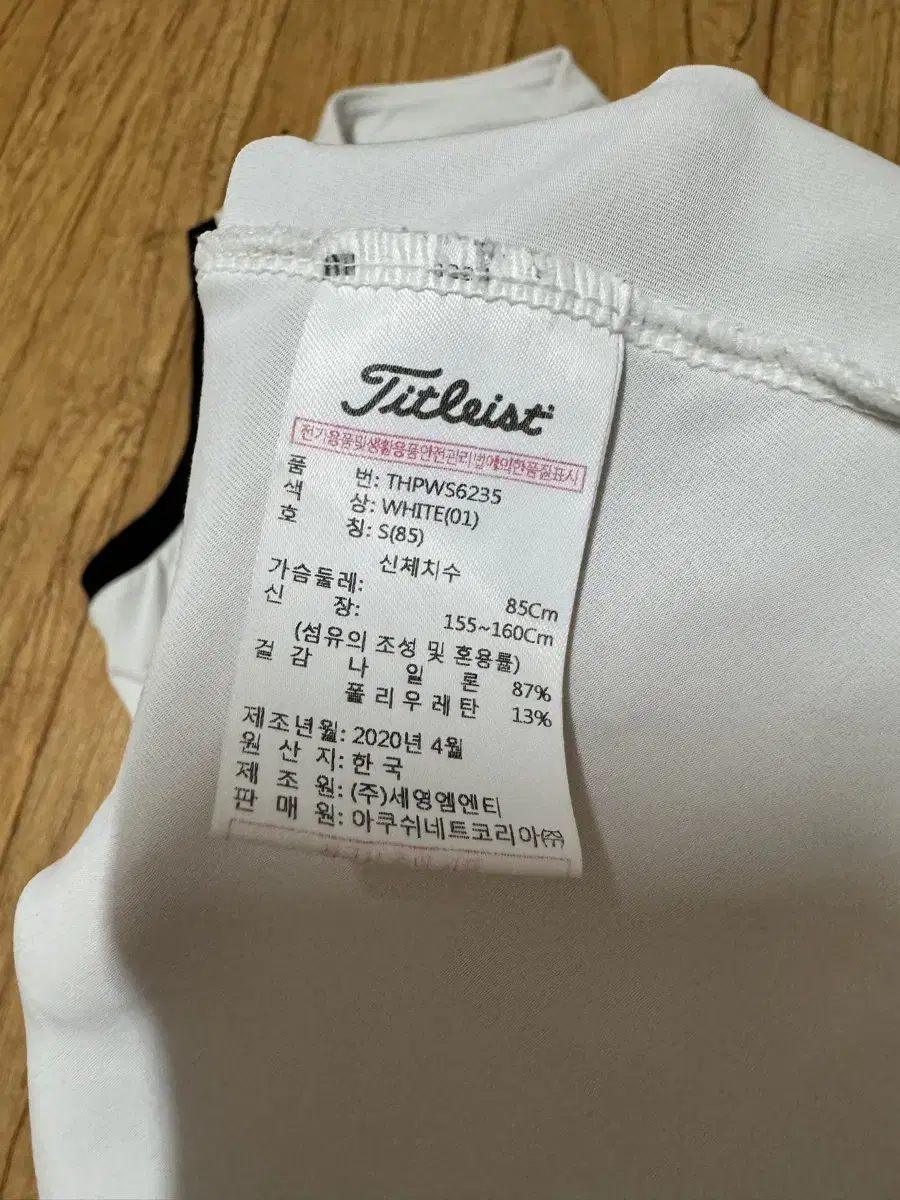 Titleist
전기용품및생활용품안전관리법에의한품질표시
품 번: THPWS6235
색 상: WHITE(01)
호 칭: S(85)
신체치수
가슴둘레: 85Cm
신 장: 155~160Cm
(섬유의 조성 및 혼용률)
겉 감 나 일 론 87%
폴 리 우 레 탄 13%
제조년월: 2020년 4월
원 산 지: 한 국
제 조 원: (주)세영엠엔티
판 매 원: 아쿠쉬네트코리아㈜